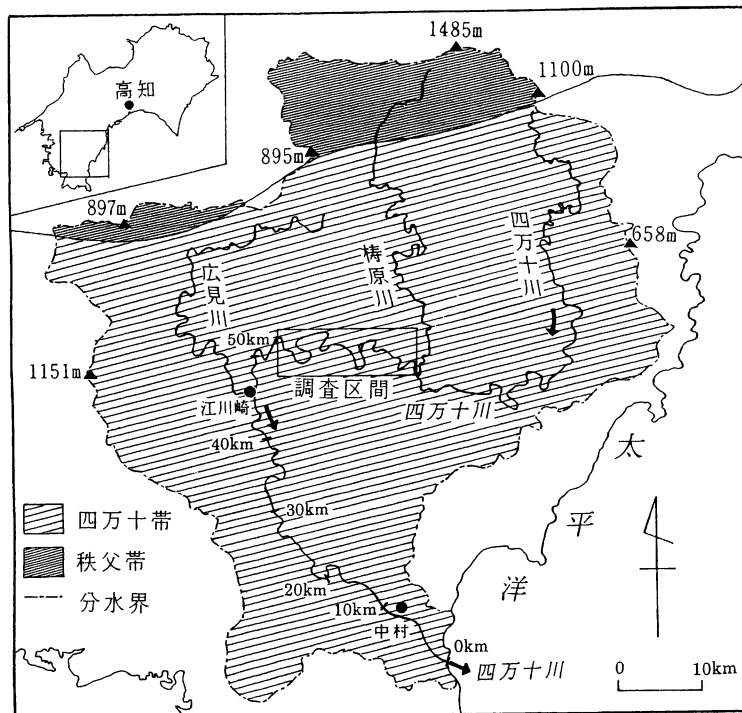 1485m
1100m
高知
895m
897m
四万十川
658m
梼原川
広見川
50km
1151m
調査区間
江川崎
四万十川
40km
太平洋
四万十帯
30km
秩父帯
20km
分水界
10km
中村
0km
四万十川
0 10km